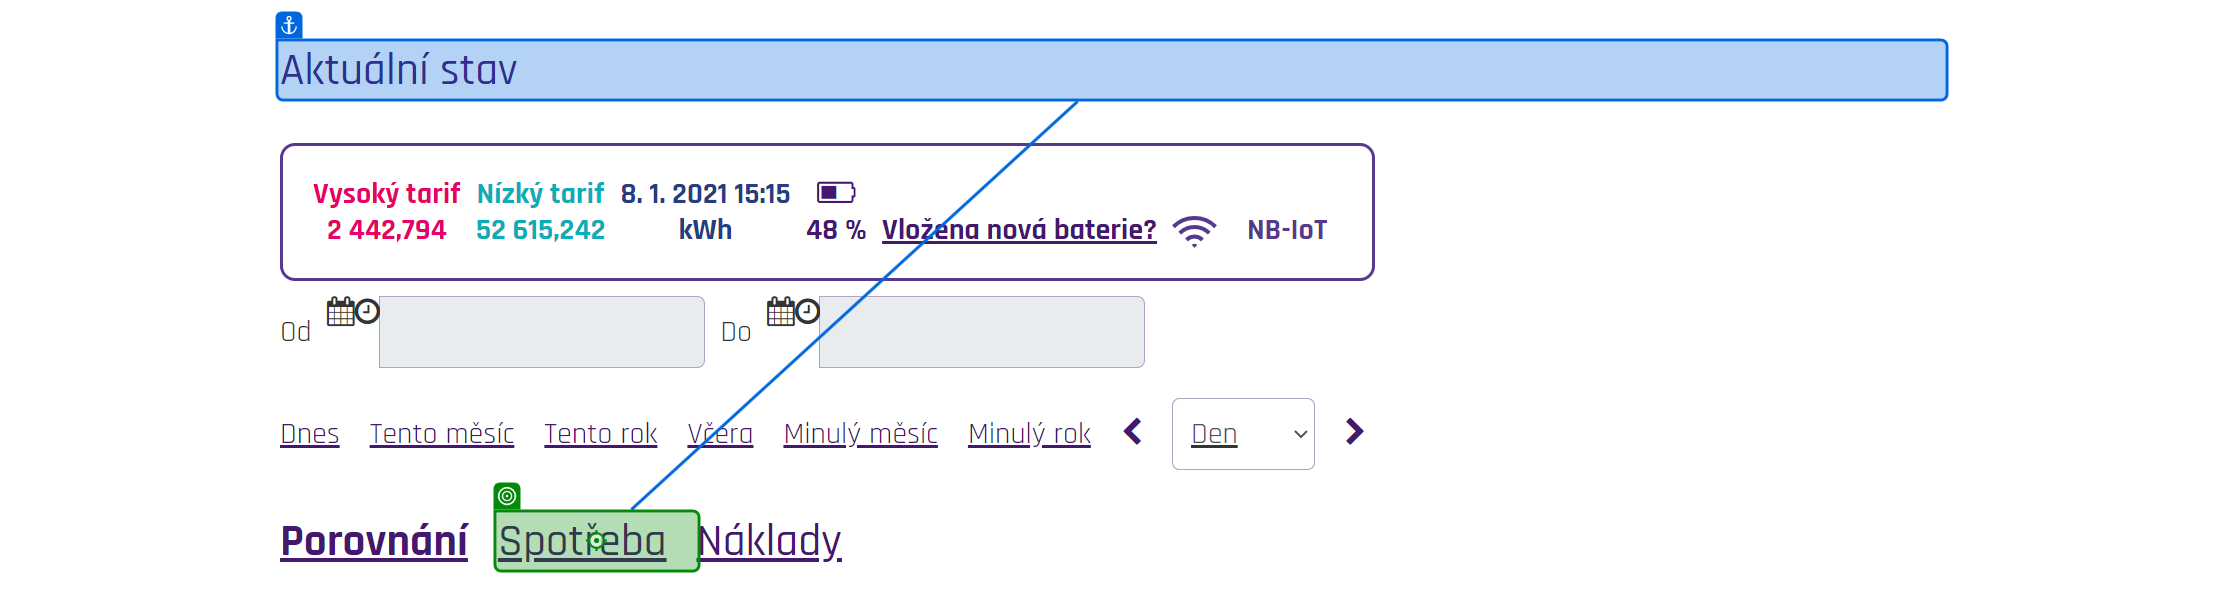 Aktuální stav
Vysoký tarif Nízký tarif 8. 1. 2021 15:15
2 442,794 52 615,242 kWh 48 % Vložena nová baterie? NB-IoT
Od Do
Dnes Tento měsíc Tento rok Včera Minulý měsíc Minulý rok Den
Porovnání Spotřeba Náklady